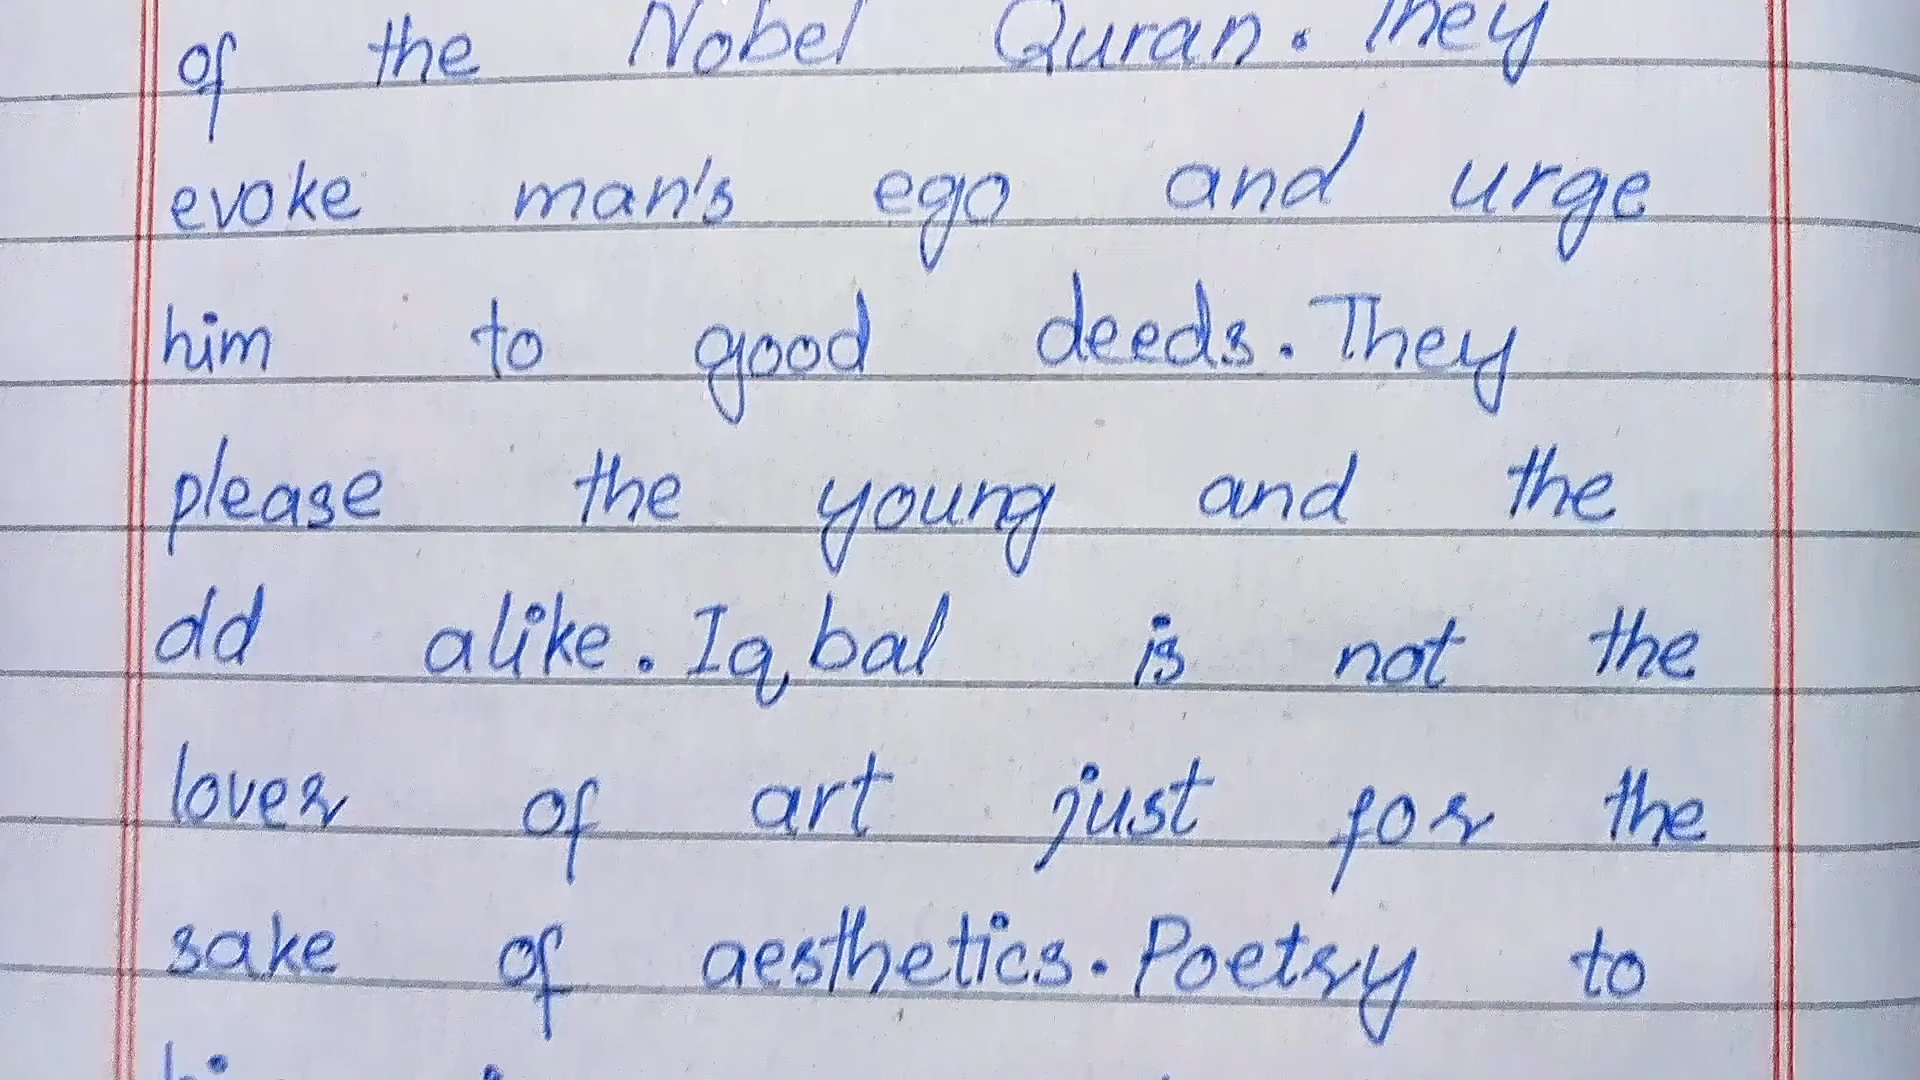 of the Nobel Quran. They
evoke man's ego and urge
him to good deeds. They
please the young and the
old alike. Iqbal is not the
lover of art just for the
sake of aesthetics. Poetry to